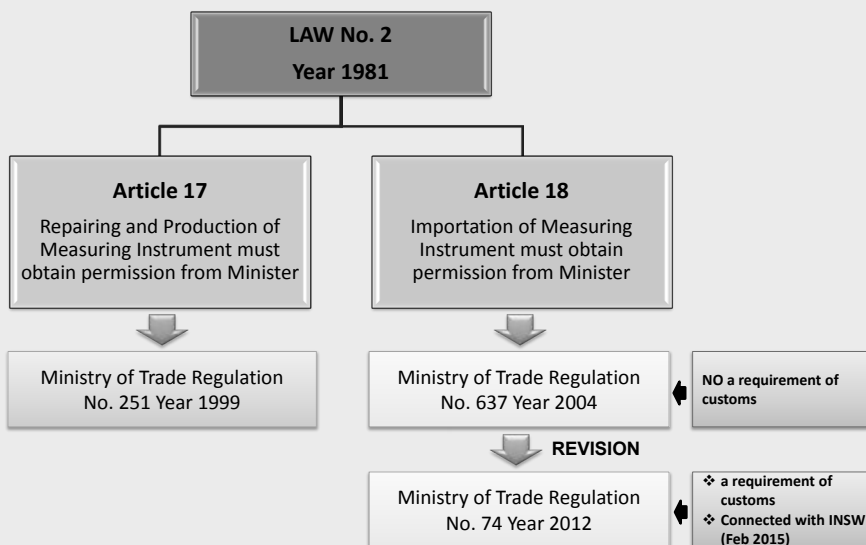 LAW No. 2
Year 1981
Article 17
Repairing and Production of
Measuring Instrument must
obtain permission from Minister
Article 18
Importation of Measuring
Instrument must obtain
permission from Minister
Ministry of Trade Regulation
No. 251 Year 1999
Ministry of Trade Regulation
No. 637 Year 2004
NO a requirement of
customs
REVISION
Ministry of Trade Regulation
No. 74 Year 2012
❖ a requirement of
customs
❖ Connected with INSW
(Feb 2015)